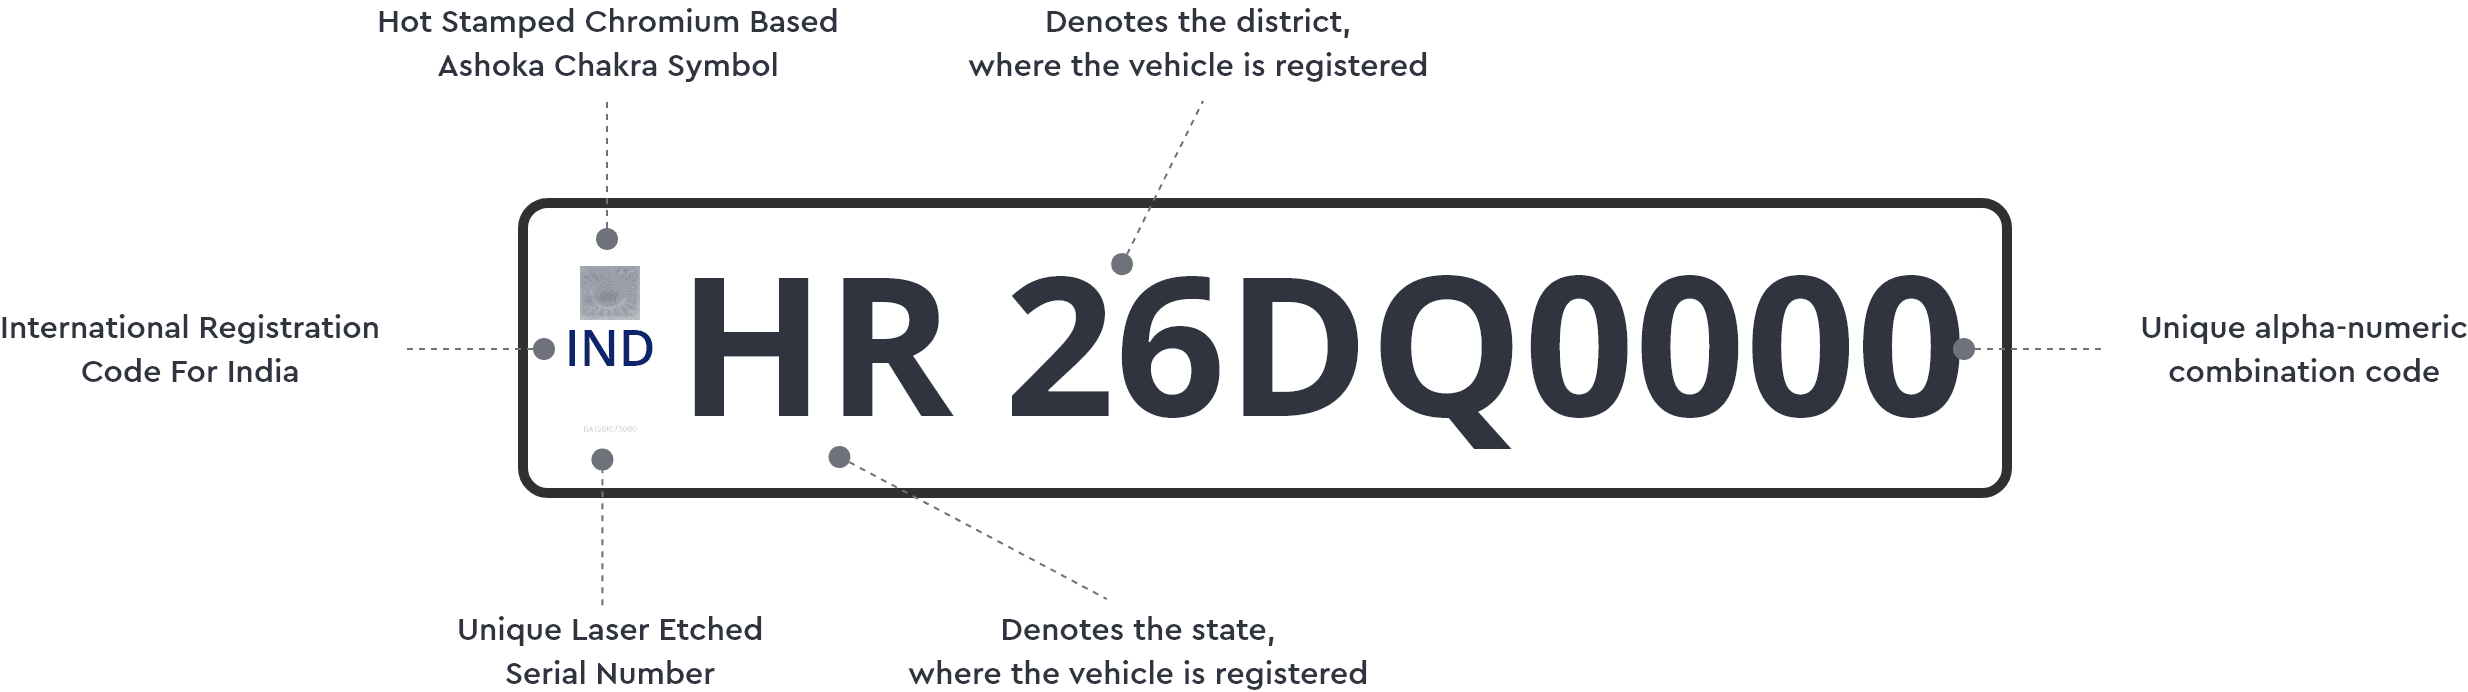 Hot Stamped Chromium Based
Ashoka Chakra Symbol
Denotes the district,
where the vehicle is registered
International Registration
Code For India
IND
HR 26DQ0000
Unique alpha-numeric
combination code
Unique Laser Etched
Serial Number
Denotes the state,
where the vehicle is registered